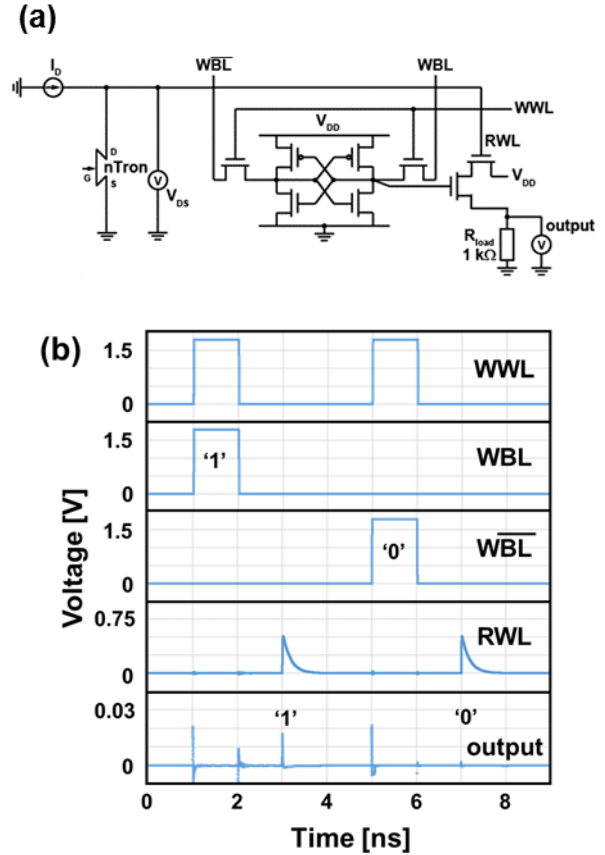 (a)
I_D
WB̅L̅
WBL
WWL
V_DD
RWL
D
nTron
G
S
V
V_DS
V_DD
R_load
1 kΩ
V
output
(b)
Voltage [V]
1.5
0
WWL
1.5
0
'1'
WBL
1.5
0
'0'
WB̅L̅
0.75
0
RWL
0.03
0
'1'
'0'
output
0 2 4 6 8
Time [ns]